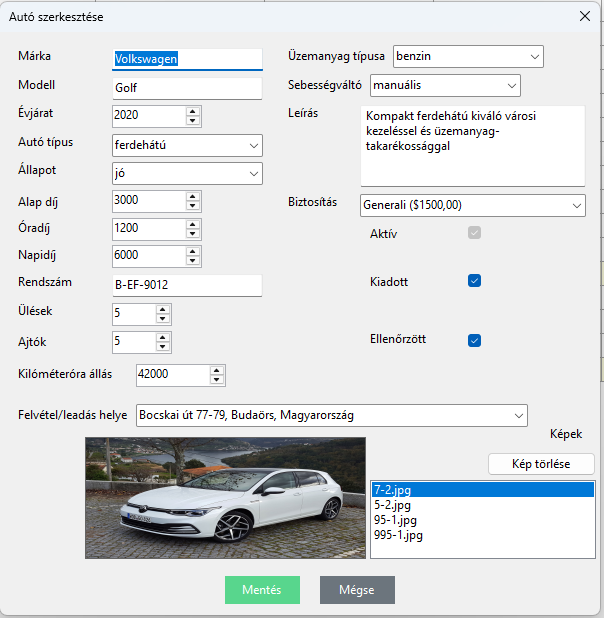 Autó szerkesztése
Márka
Volkswagen
Modell
Golf
Évjárat
2020
Autó típus
ferdehátú
Állapot
jó
Alap díj
3000
Óradíj
1200
Napidíj
6000
Rendszám
B-EF-9012
Ülések
5
Ajtók
5
Kilóméteróra állás
42000
Üzemanyag típusa
benzin
Sebességváltó
manuális
Leírás
Kompakt ferdehátú kiváló városi
kezeléssel és üzemanyag-
takarékossággal
Biztosítás
Generali ($1500,00)
Aktív
Kiadott
Ellenőrzött
Felvétel/leadás helye
Bocskai út 77-79, Budaörs, Magyarország
Képek
Kép törlése
7-2.jpg
5-2.jpg
95-1.jpg
995-1.jpg
Mentés
Mégse